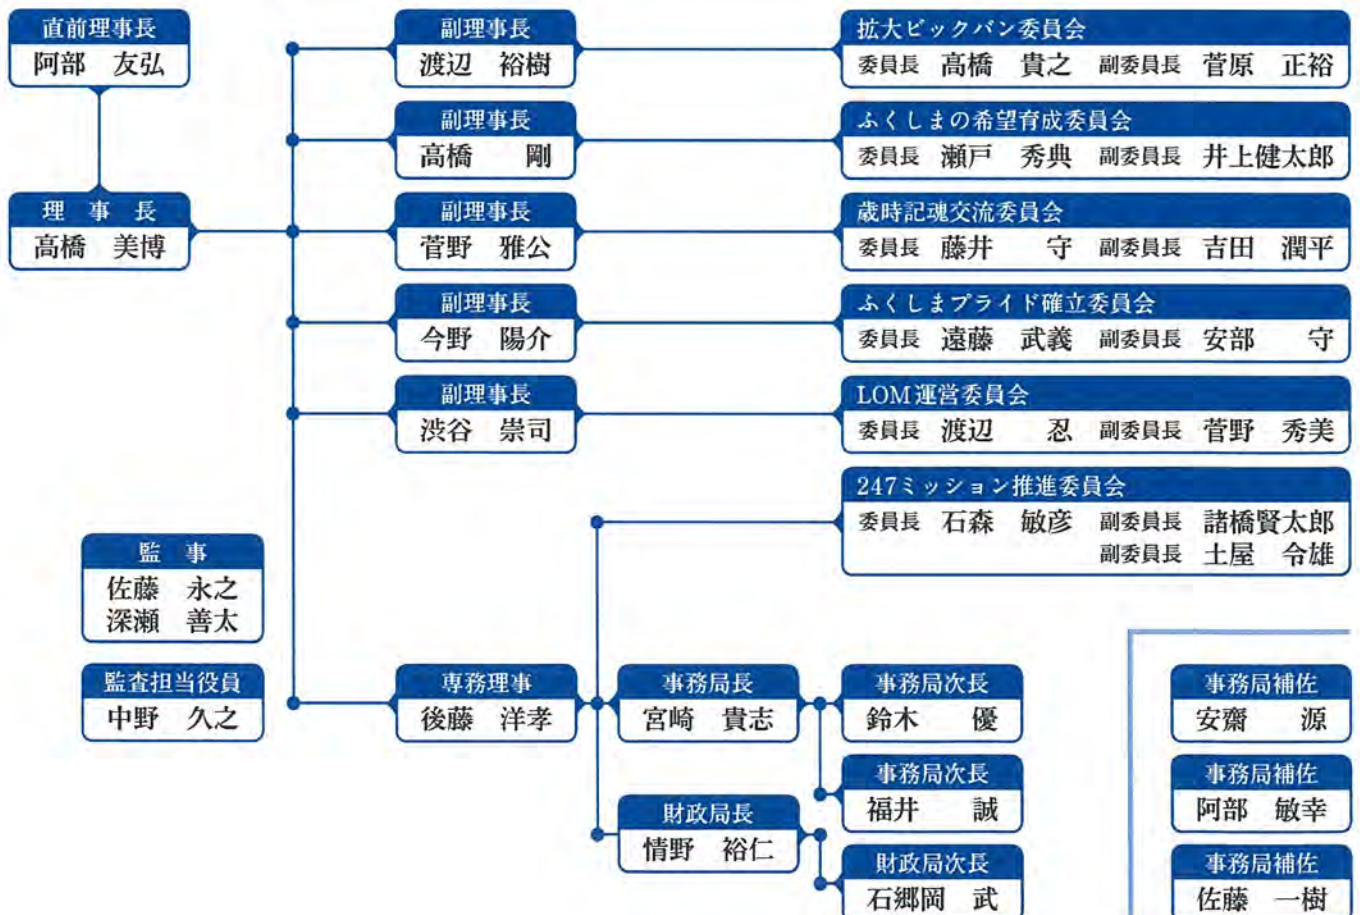 直前理事長
阿部 友弘
理事長
高橋 美博
副理事長
渡辺 裕樹
拡大ビックバン委員会
委員長 高橋 貴之 副委員長 菅原 正裕
副理事長
高橋 剛
ふくしまの希望育成委員会
委員長 瀬戸 秀典 副委員長 井上健太郎
副理事長
菅野 雅公
歳時記魂交流委員会
委員長 藤井 守 副委員長 吉田 潤平
副理事長
今野 陽介
ふくしまプライド確立委員会
委員長 遠藤 武義 副委員長 安部 守
副理事長
渋谷 崇司
LOM運営委員会
委員長 渡辺 忍 副委員長 菅野 秀美
247ミッション推進委員会
委員長 石森 敏彦 副委員長 諸橋賢太郎
副委員長 土屋 令雄
監事
佐藤 永之
深瀬 善太
監査担当役員
中野 久之
専務理事
後藤 洋孝
事務局長
宮崎 貴志
事務局次長
鈴木 優
事務局次長
福井 誠
財政局長
情野 裕仁
財政局次長
石郷岡 武
事務局補佐
安齋 源
事務局補佐
阿部 敏幸
事務局補佐
佐藤 一樹